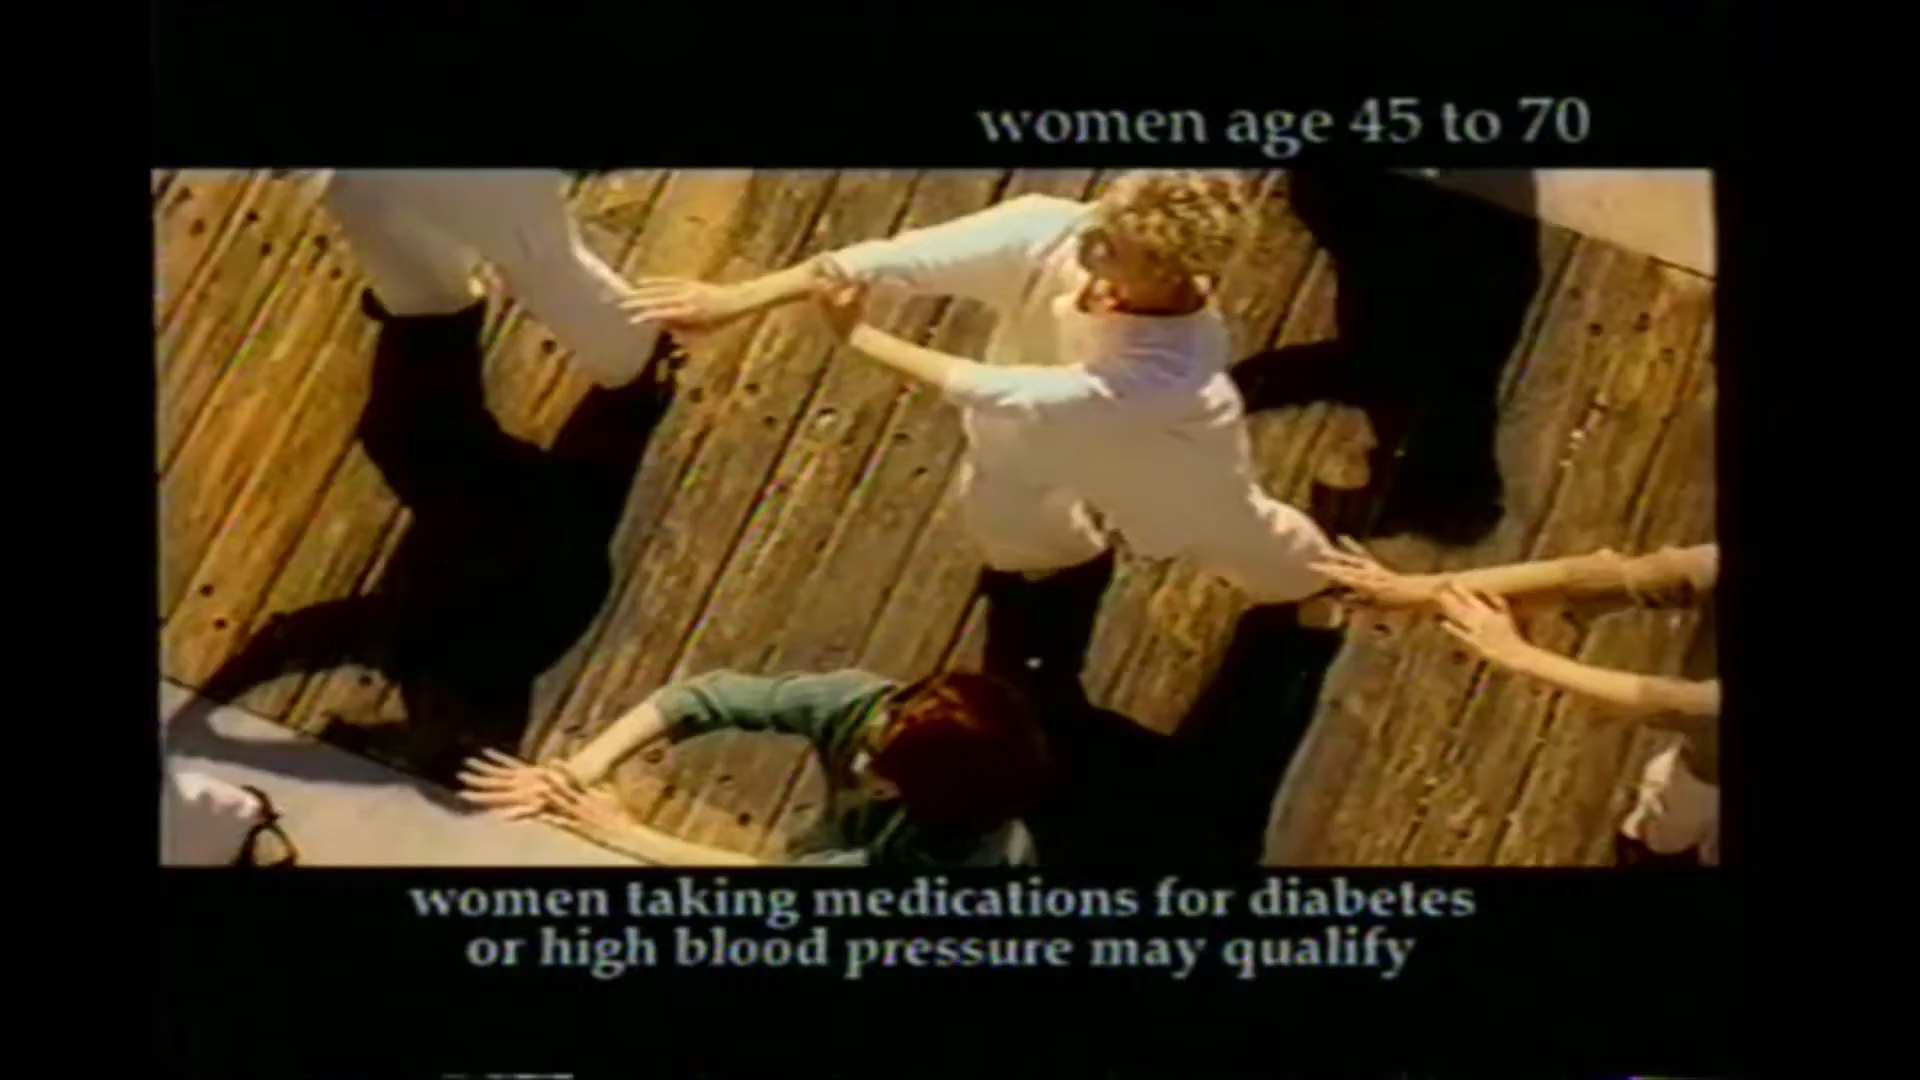 women age 45 to 70
women taking medications for diabetes
or high blood pressure may qualify